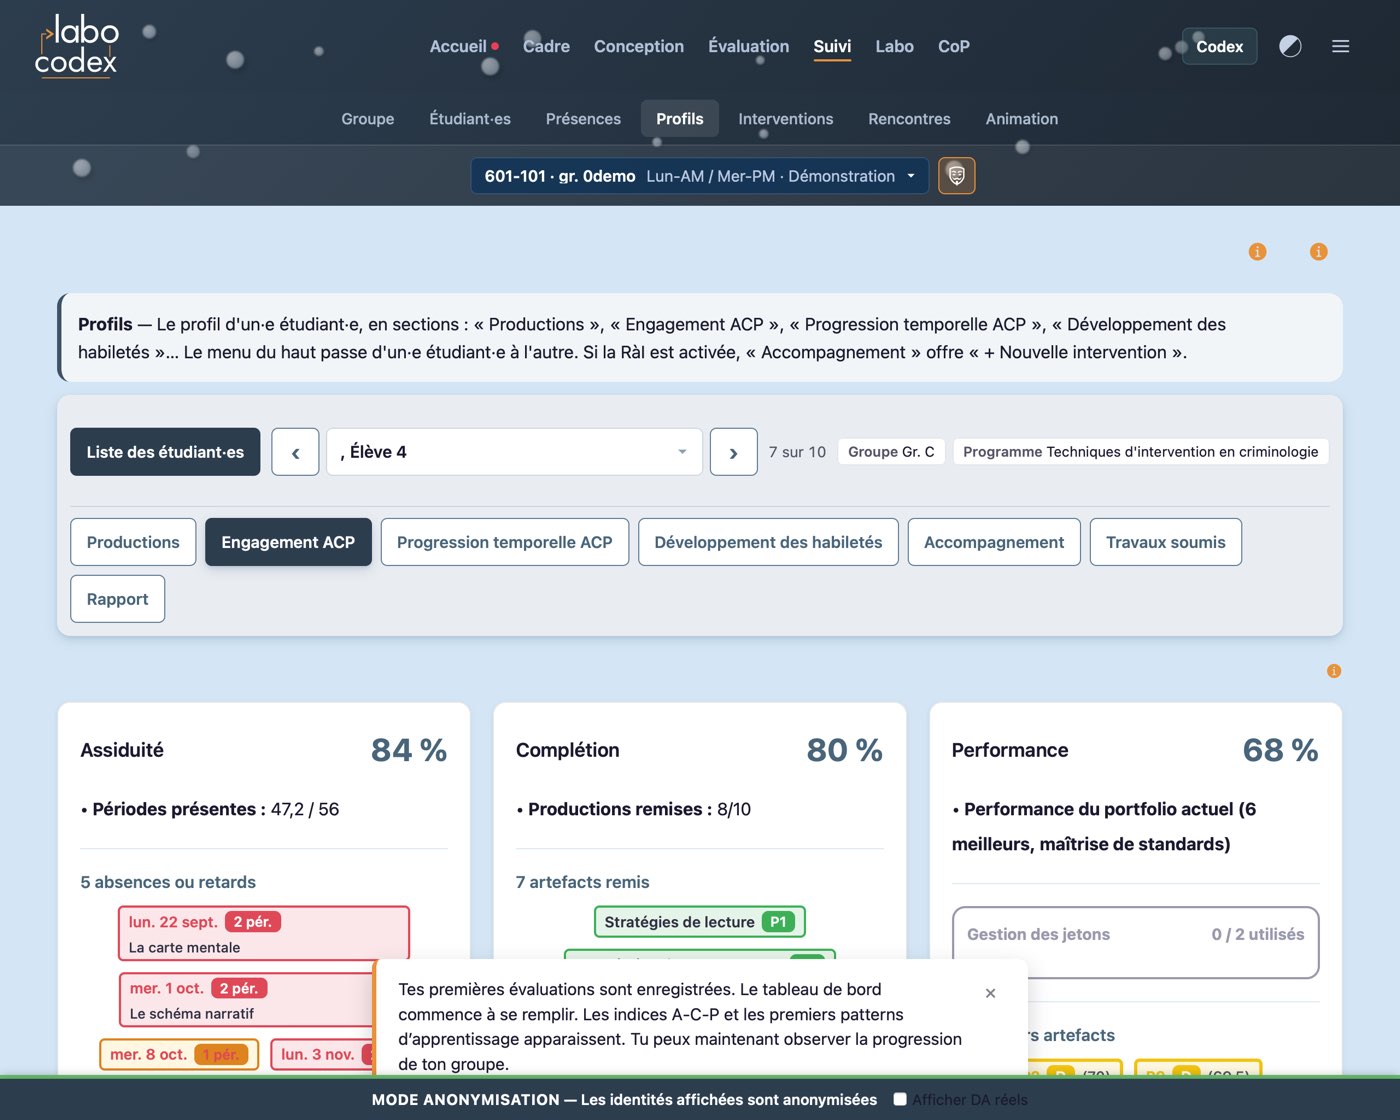 labo
codex
Accueil
Cadre
Conception
Évaluation
Suivi
Labo
CoP
Codex
Groupe
Étudiant·es
Présences
Profils
Interventions
Rencontres
Animation
601-101 · gr. 0demo Lun-AM / Mer-PM · Démonstration
Profils — Le profil d'un·e étudiant·e, en sections : « Productions », « Engagement ACP », « Progression temporelle ACP », « Développement des
habiletés »... Le menu du haut passe d'un·e étudiant·e à l'autre. Si la Ràl est activée, « Accompagnement » offre « + Nouvelle intervention ».
Liste des étudiant·es
‹
, Élève 4
›
7 sur 10
Groupe Gr. C
Programme Techniques d'intervention en criminologie
Productions
Engagement ACP
Progression temporelle ACP
Développement des habiletés
Accompagnement
Travaux soumis
Rapport
Assiduité 84 %
• Périodes présentes : 47,2 / 56
5 absences ou retards
lun. 22 sept. 2 pér.
La carte mentale
mer. 1 oct. 2 pér.
Le schéma narratif
mer. 8 oct. 1 pér.
lun. 3 nov.
Complétion 80 %
• Productions remises : 8/10
7 artefacts remis
Stratégies de lecture P1
Performance 68 %
• Performance du portfolio actuel (6
meilleurs, maîtrise de standards)
Gestion des jetons 0 / 2 utilisés
artefacts
Tes premières évaluations sont enregistrées. Le tableau de bord
commence à se remplir. Les indices A-C-P et les premiers patterns
d'apprentissage apparaissent. Tu peux maintenant observer la progression
de ton groupe.
×
MODE ANONYMISATION — Les identités affichées sont anonymisées
Afficher DA réels